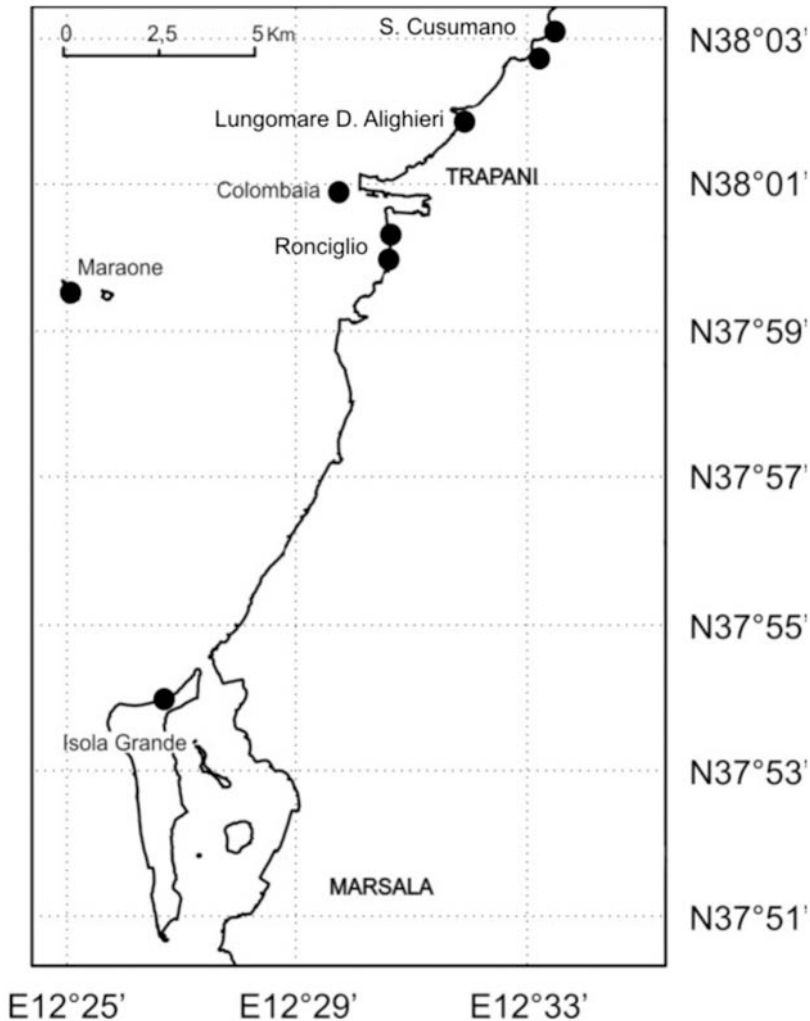 S. Cusumano
0 2,5 5 Km
N38°03'
Lungomare D. Alighieri
TRAPANI
Colombaia
N38°01'
Ronciglio
Maraone
N37°59'
N37°57'
N37°55'
Isola Grande
N37°53'
MARSALA
N37°51'
E12°25' E12°29' E12°33'